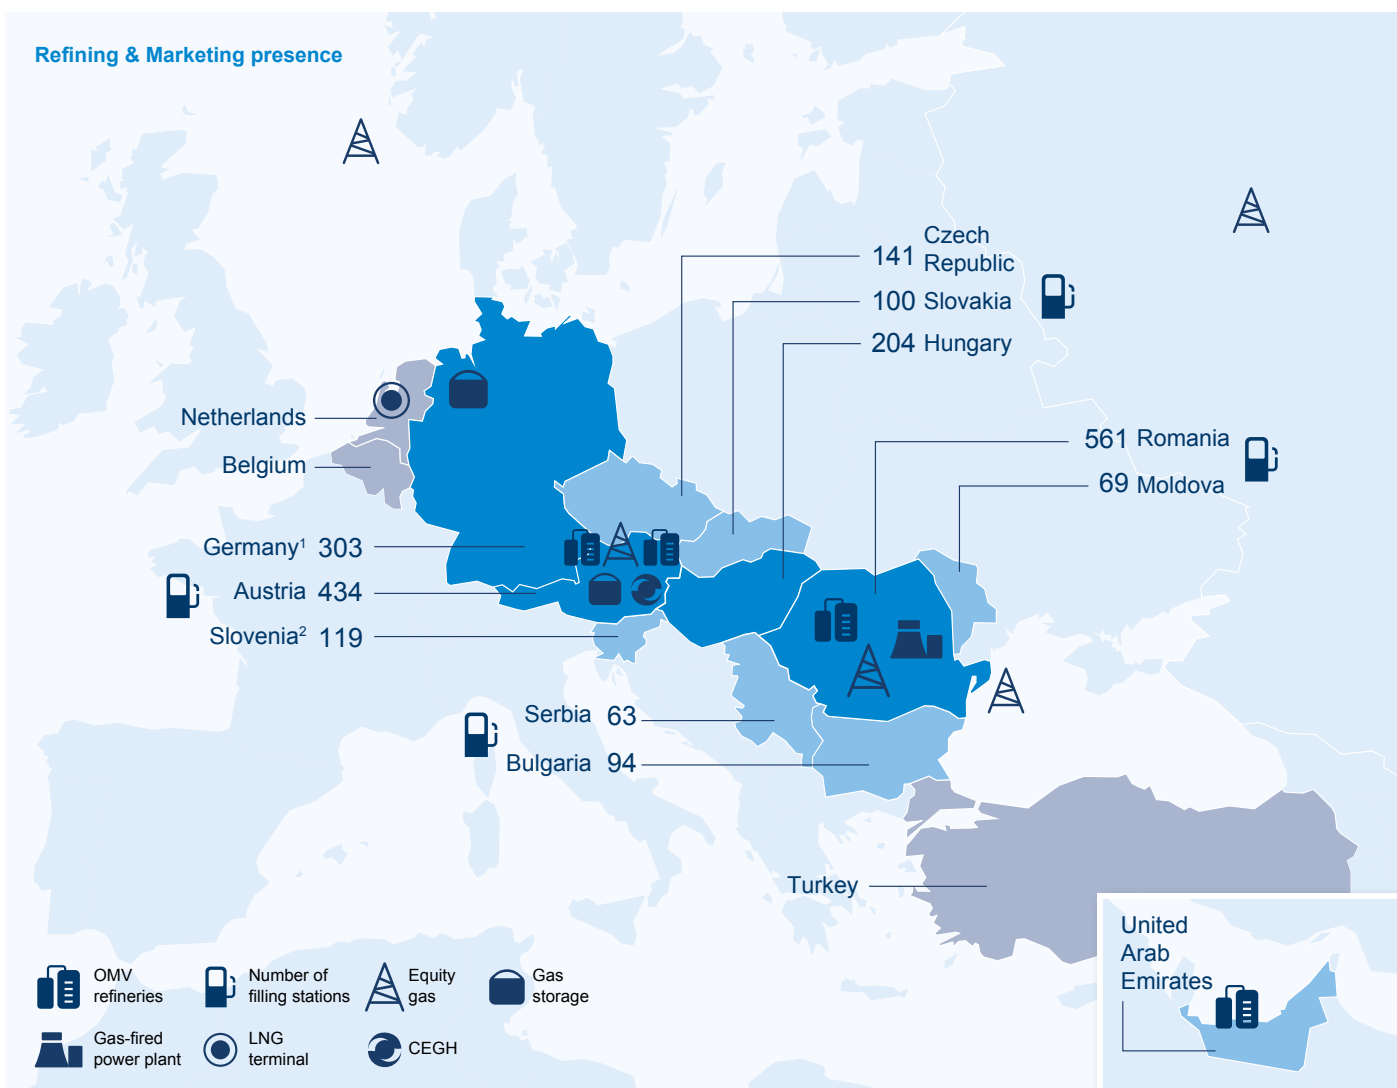 Refining & Marketing presence
141 Czech
Republic
100 Slovakia
204 Hungary
561 Romania
69 Moldova
Netherlands
Belgium
Germany¹ 303
Austria 434
Slovenia² 119
Serbia 63
Bulgaria 94
Turkey
United
Arab
Emirates
OMV
refineries
Number of
filling stations
Equity
gas
Gas
storage
Gas-fired
power plant
LNG
terminal
CEGH